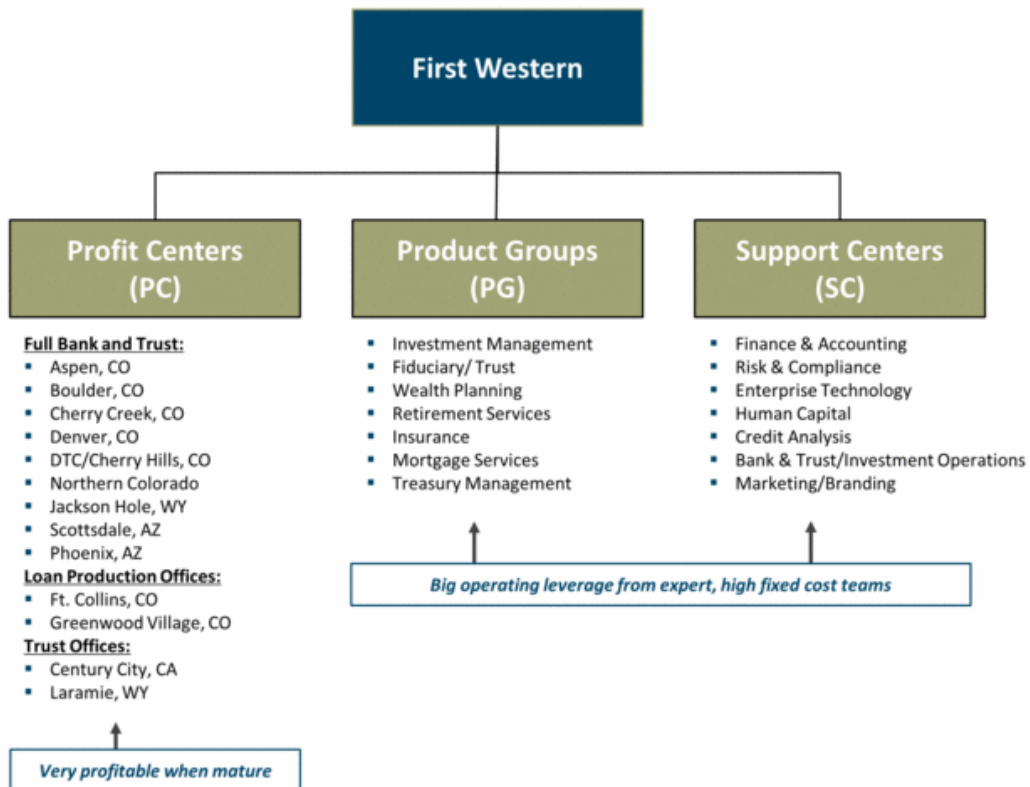 First Western
Profit Centers
(PC)
Full Bank and Trust:
▪ Aspen, CO
▪ Boulder, CO
▪ Cherry Creek, CO
▪ Denver, CO
▪ DTC/Cherry Hills, CO
▪ Northern Colorado
▪ Jackson Hole, WY
▪ Scottsdale, AZ
▪ Phoenix, AZ
Loan Production Offices:
▪ Ft. Collins, CO
▪ Greenwood Village, CO
Trust Offices:
▪ Century City, CA
▪ Laramie, WY
Very profitable when mature
Product Groups
(PG)
▪ Investment Management
▪ Fiduciary/ Trust
▪ Wealth Planning
▪ Retirement Services
▪ Insurance
▪ Mortgage Services
▪ Treasury Management
Support Centers
(SC)
▪ Finance & Accounting
▪ Risk & Compliance
▪ Enterprise Technology
▪ Human Capital
▪ Credit Analysis
▪ Bank & Trust/Investment Operations
▪ Marketing/Branding
Big operating leverage from expert, high fixed cost teams